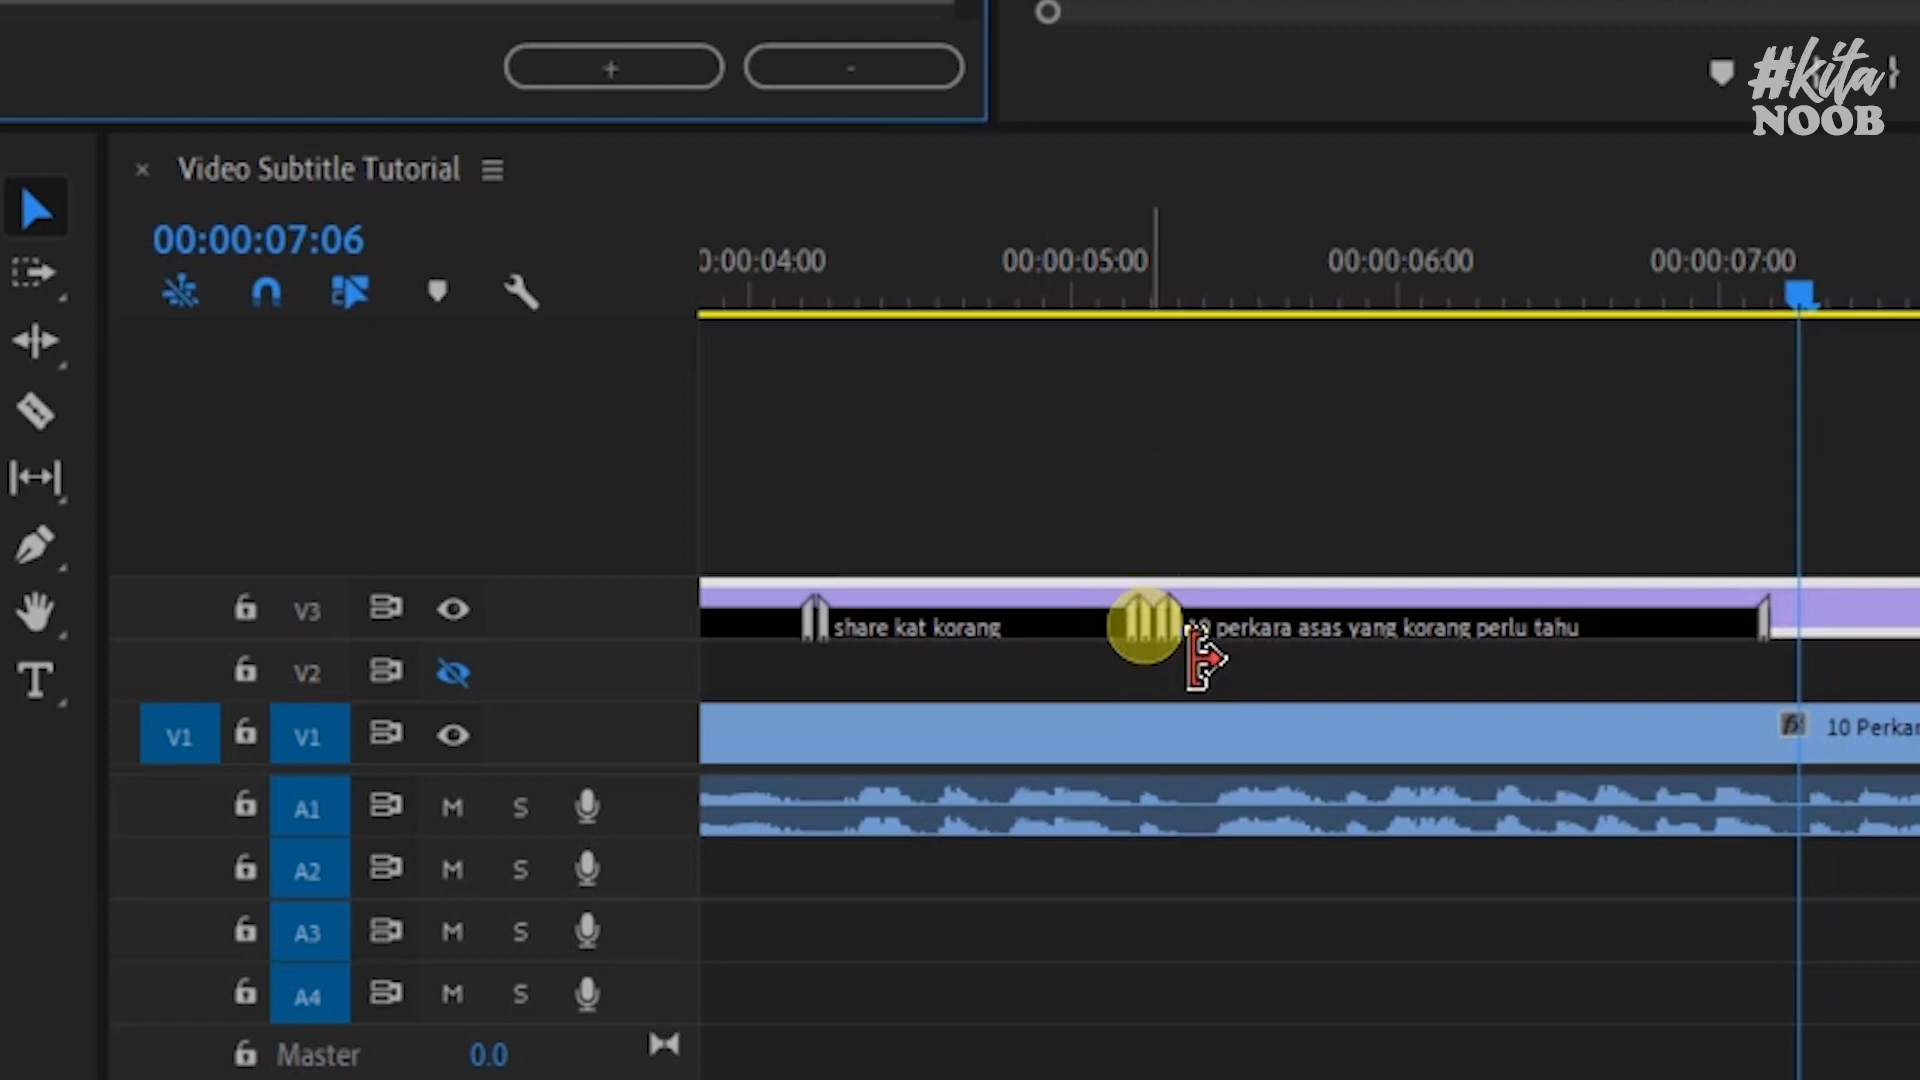 + -
#kita
NOOB
× Video Subtitle Tutorial
00:00:07:06
0:00:04:00 00:00:05:00 00:00:06:00 00:00:07:00
V3 share kat korang 10 perkara asas yang korang perlu tahu
V2
V1 V1 fx 10 Perkar
A1 M S
A2 M S
A3 M S
A4 M S
Master 0.0